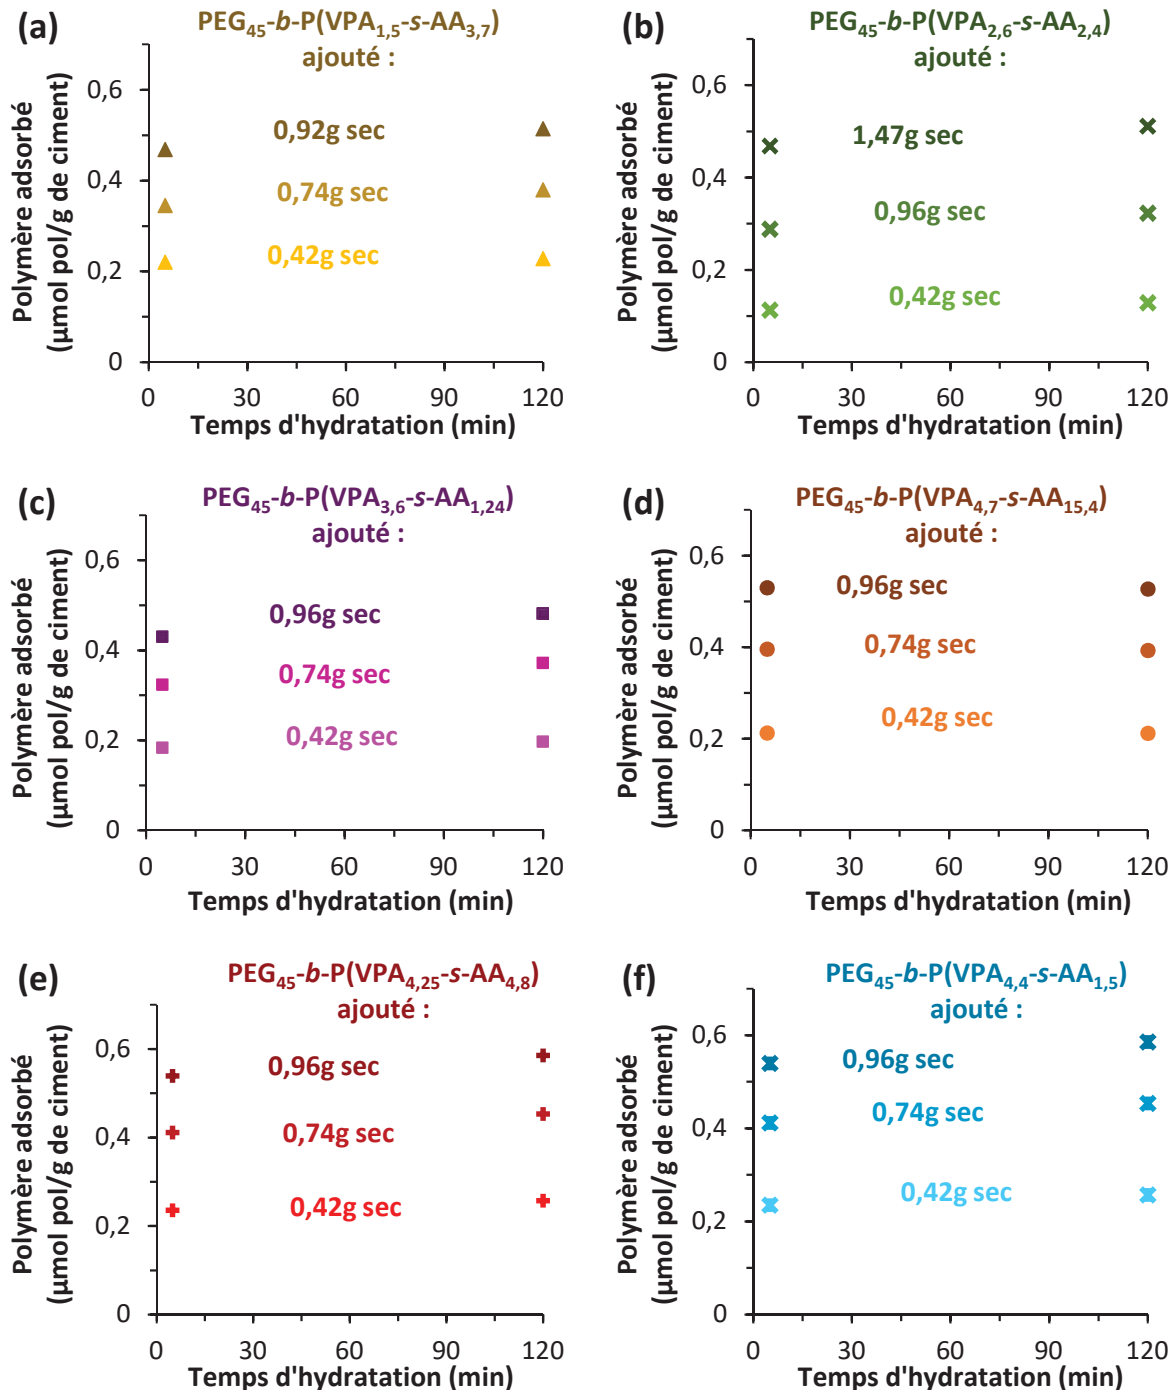 (a)
PEG45-b-P(VPA1,5-s-AA3,7)
ajouté :
Polymère adsorbé
(µmol pol/g de ciment)
0,6
0,4
0,2
0
0,92g sec
0,74g sec
0,42g sec
0 30 60 90 120
Temps d'hydratation (min)
(b)
PEG45-b-P(VPA2,6-s-AA2,4)
ajouté :
Polymère adsorbé
(µmol pol/g de ciment)
0,6
0,4
0,2
0
1,47g sec
0,96g sec
0,42g sec
0 30 60 90 120
Temps d'hydratation (min)
(c)
PEG45-b-P(VPA3,6-s-AA1,24)
ajouté :
Polymère adsorbé
(µmol pol/g de ciment)
0,6
0,4
0,2
0
0,96g sec
0,74g sec
0,42g sec
0 30 60 90 120
Temps d'hydratation (min)
(d)
PEG45-b-P(VPA4,7-s-AA15,4)
ajouté :
Polymère adsorbé
(µmol pol/g de ciment)
0,6
0,4
0,2
0
0,96g sec
0,74g sec
0,42g sec
0 30 60 90 120
Temps d'hydratation (min)
(e)
PEG45-b-P(VPA4,25-s-AA4,8)
ajouté :
Polymère adsorbé
(µmol pol/g de ciment)
0,6
0,4
0,2
0
0,96g sec
0,74g sec
0,42g sec
0 30 60 90 120
Temps d'hydratation (min)
(f)
PEG45-b-P(VPA4,4-s-AA1,5)
ajouté :
Polymère adsorbé
(µmol pol/g de ciment)
0,6
0,4
0,2
0
0,96g sec
0,74g sec
0,42g sec
0 30 60 90 120
Temps d'hydratation (min)